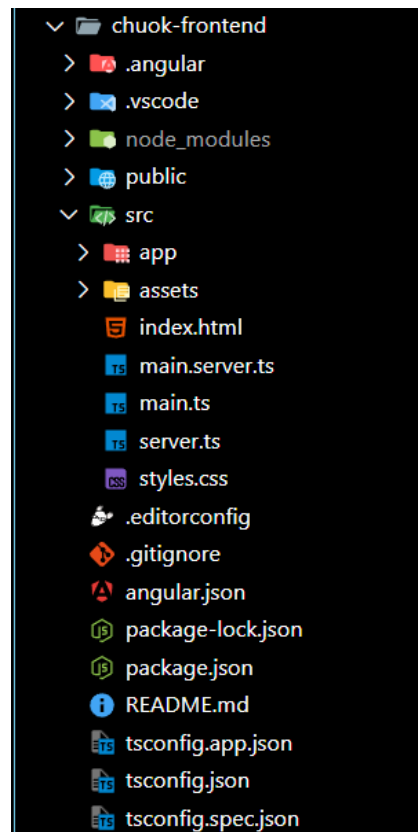 chuok-frontend
.angular
.vscode
node_modules
public
src
app
assets
index.html
main.server.ts
main.ts
server.ts
styles.css
.editorconfig
.gitignore
angular.json
package-lock.json
package.json
README.md
tsconfig.app.json
tsconfig.json
tsconfig.spec.json